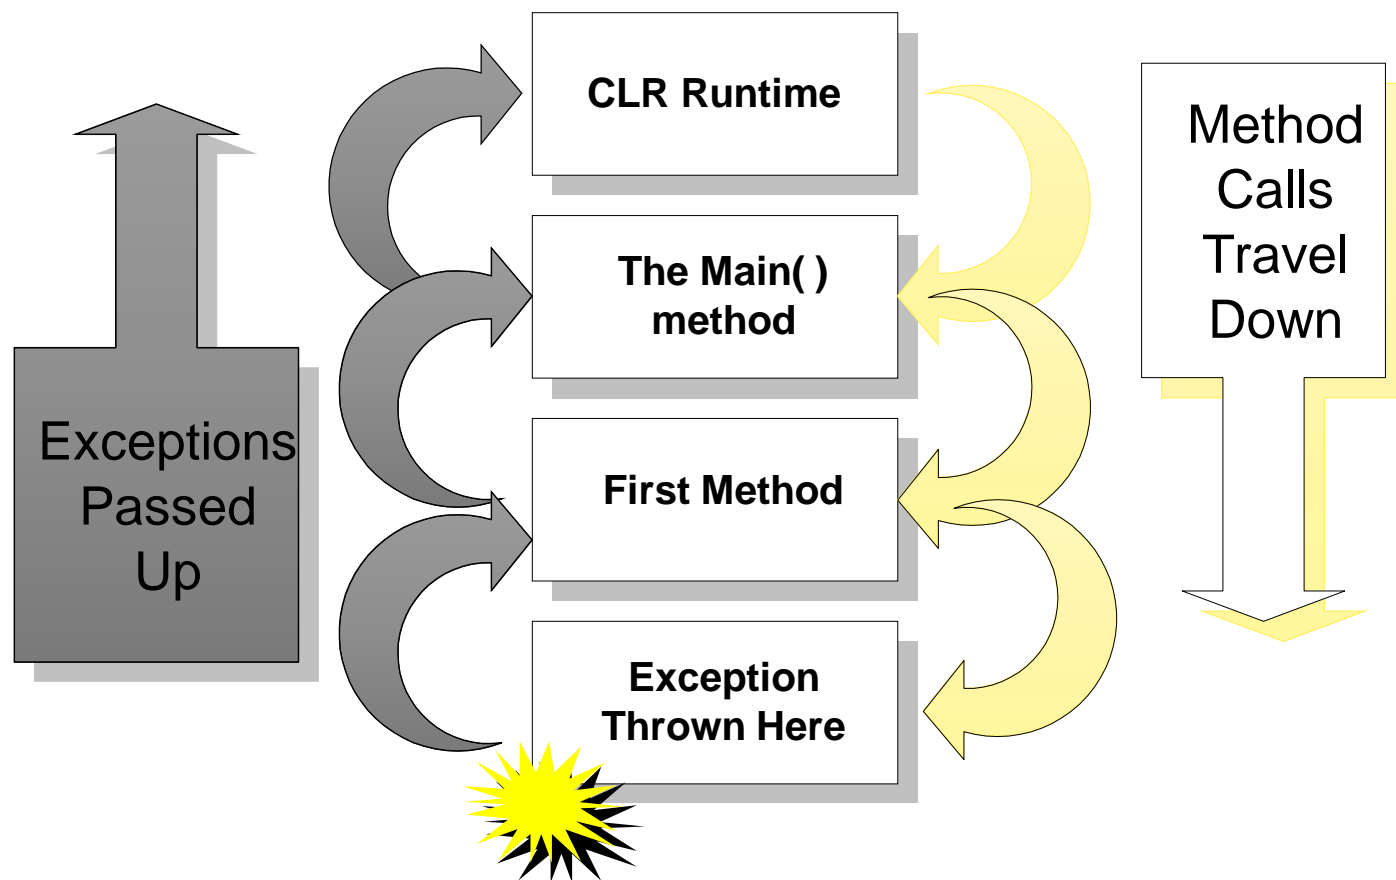 CLR Runtime
The Main( )
method
First Method
Exception
Thrown Here
Exceptions
Passed
Up
Method
Calls
Travel
Down